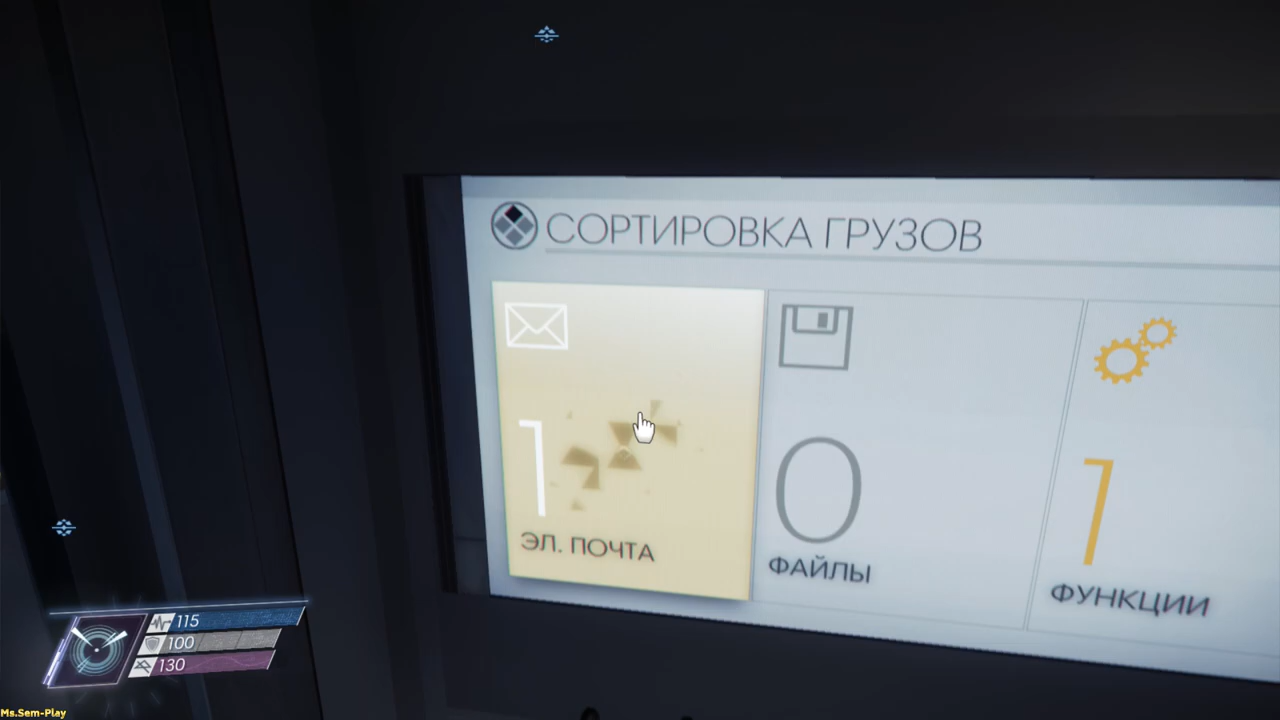 СОРТИРОВКА ГРУЗОВ
1
ЭЛ. ПОЧТА
0
ФАЙЛЫ
1
ФУНКЦИИ
115
100
130
Ms.Sem-Play